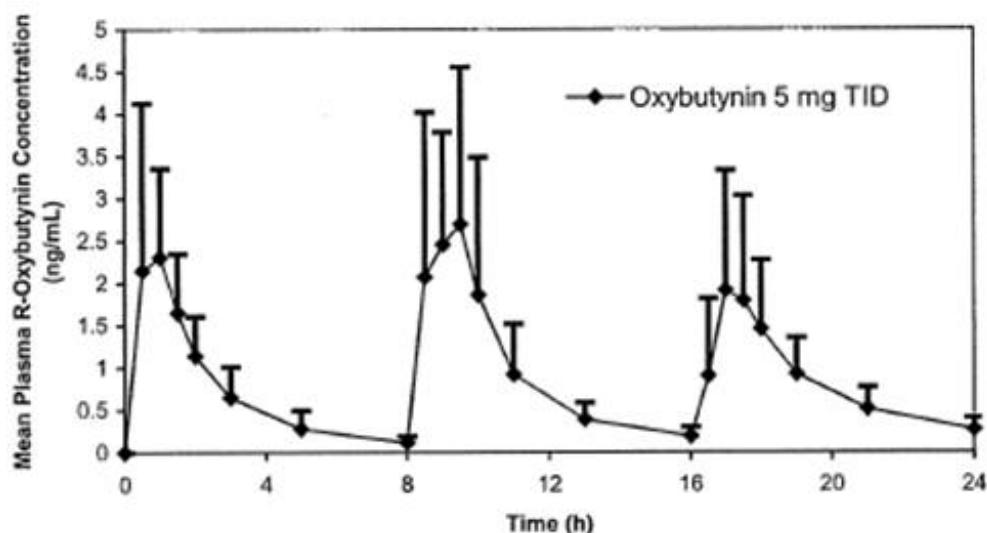 Mean Plasma R-Oxybutynin Concentration
(ng/mL)
5
4.5
4
3.5
3
2.5
2
1.5
1
0.5
0
Oxybutynin 5 mg TID
0 4 8 12 16 20 24
Time (h)